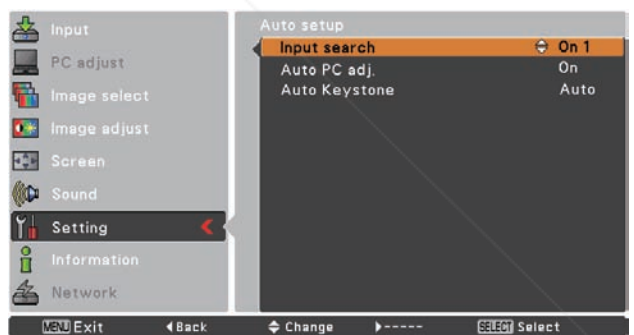 Input
PC adjust
Image select
Image adjust
Screen
Sound
Setting
Information
Network
Auto setup
Input search On 1
Auto PC adj. On
Auto Keystone Auto
MENU Exit Back Change ----- SELECT Select